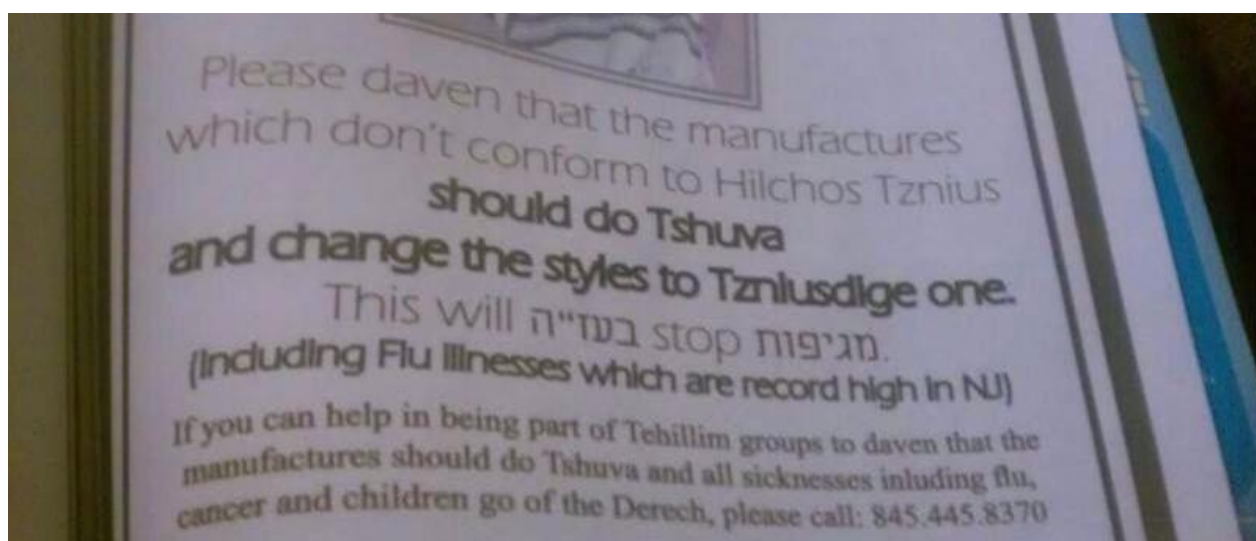 Please daven that the manufactures
which don't conform to Hilchos Tznius
should do Tshuva
and change the styles to Tzniusdige one.
This will בעז"ה stop מגיפות.
(Including Flu illnesses which are record high in NJ)
If you can help in being part of Tehillim groups to daven that the
manufactures should do Tshuva and all sicknesses inluding flu,
cancer and children go of the Derech, please call: 845.445.8370